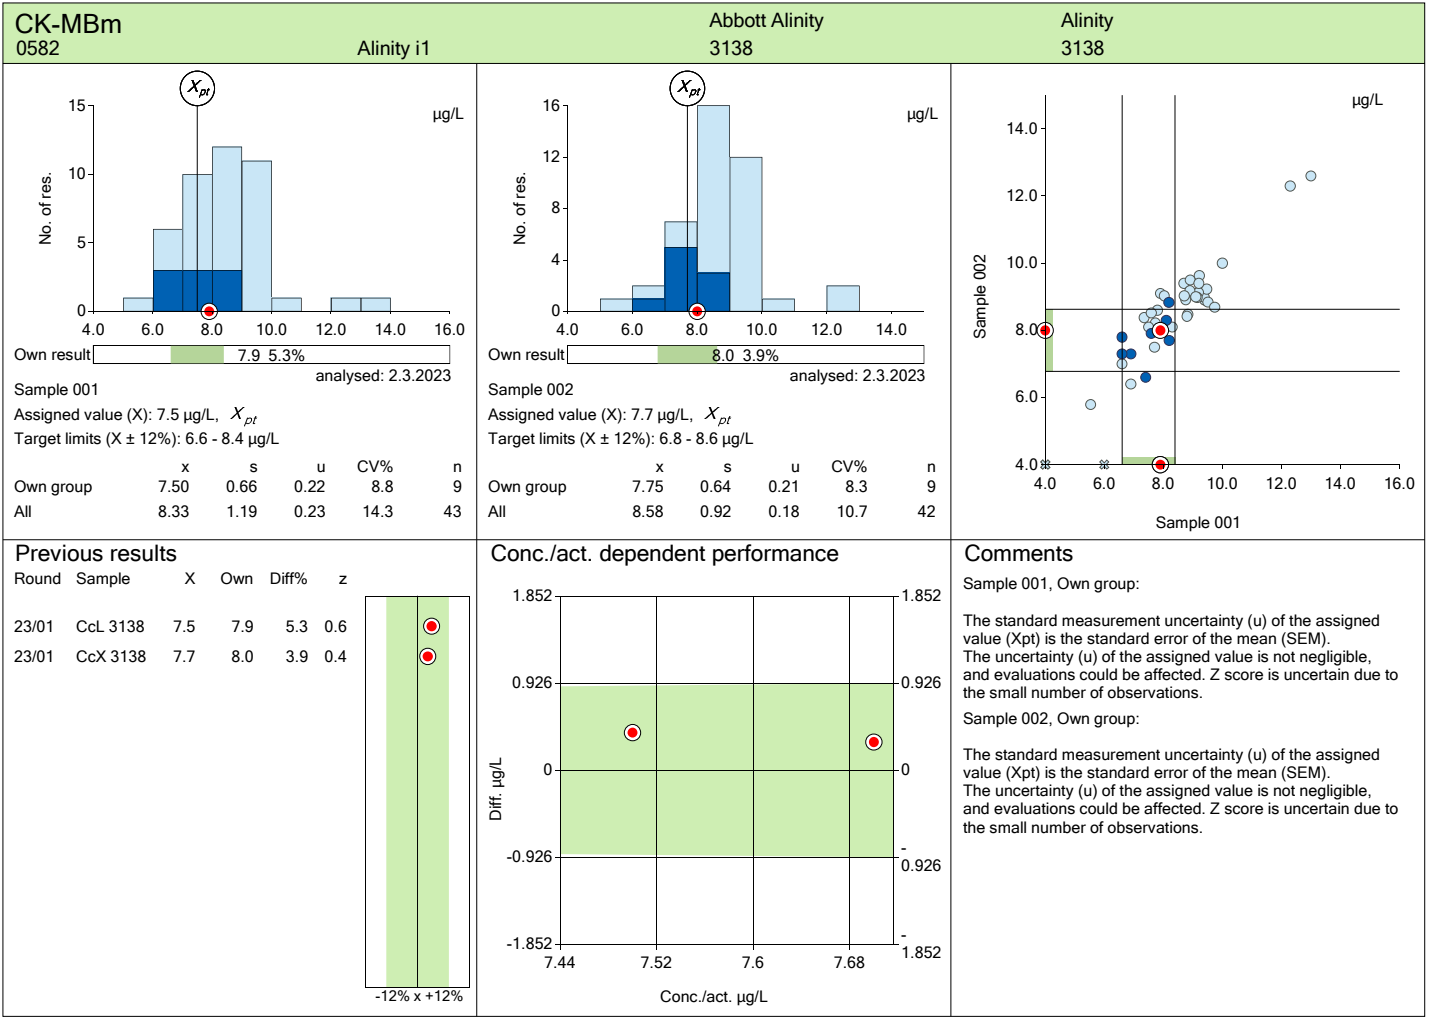 CK-MBm
0582
Alinity i1
Abbott Alinity
3138
Alinity
3138
Xpt
µg/L
No. of res.
15
10
5
0
4.0 6.0 8.0 10.0 12.0 14.0 16.0
Own result 7.9 5.3%
analysed: 2.3.2023
Sample 001
Assigned value (X): 7.5 µg/L, Xpt
Target limits (X ± 12%): 6.6 - 8.4 µg/L
x s u CV% n
Own group 7.50 0.66 0.22 8.8 9
All 8.33 1.19 0.23 14.3 43
Xpt
µg/L
No. of res.
16
12
8
4
0
4.0 6.0 8.0 10.0 12.0 14.0
Own result 8.0 3.9%
analysed: 2.3.2023
Sample 002
Assigned value (X): 7.7 µg/L, Xpt
Target limits (X ± 12%): 6.8 - 8.6 µg/L
x s u CV% n
Own group 7.75 0.64 0.21 8.3 9
All 8.58 0.92 0.18 10.7 42
µg/L
Sample 002
14.0
12.0
10.0
8.0
6.0
4.0
4.0 6.0 8.0 10.0 12.0 14.0 16.0
Sample 001
Previous results
Round Sample X Own Diff% z
23/01 CcL 3138 7.5 7.9 5.3 0.6
23/01 CcX 3138 7.7 8.0 3.9 0.4
-12% x +12%
Conc./act. dependent performance
Diff. µg/L
1.852 1.852
0.926 0.926
0 0
-0.926 -
0.926
-1.852 -
1.852
7.44 7.52 7.6 7.68
Conc./act. µg/L
Comments
Sample 001, Own group:
The standard measurement uncertainty (u) of the assigned
value (Xpt) is the standard error of the mean (SEM).
The uncertainty (u) of the assigned value is not negligible,
and evaluations could be affected. Z score is uncertain due to
the small number of observations.
Sample 002, Own group:
The standard measurement uncertainty (u) of the assigned
value (Xpt) is the standard error of the mean (SEM).
The uncertainty (u) of the assigned value is not negligible,
and evaluations could be affected. Z score is uncertain due to
the small number of observations.